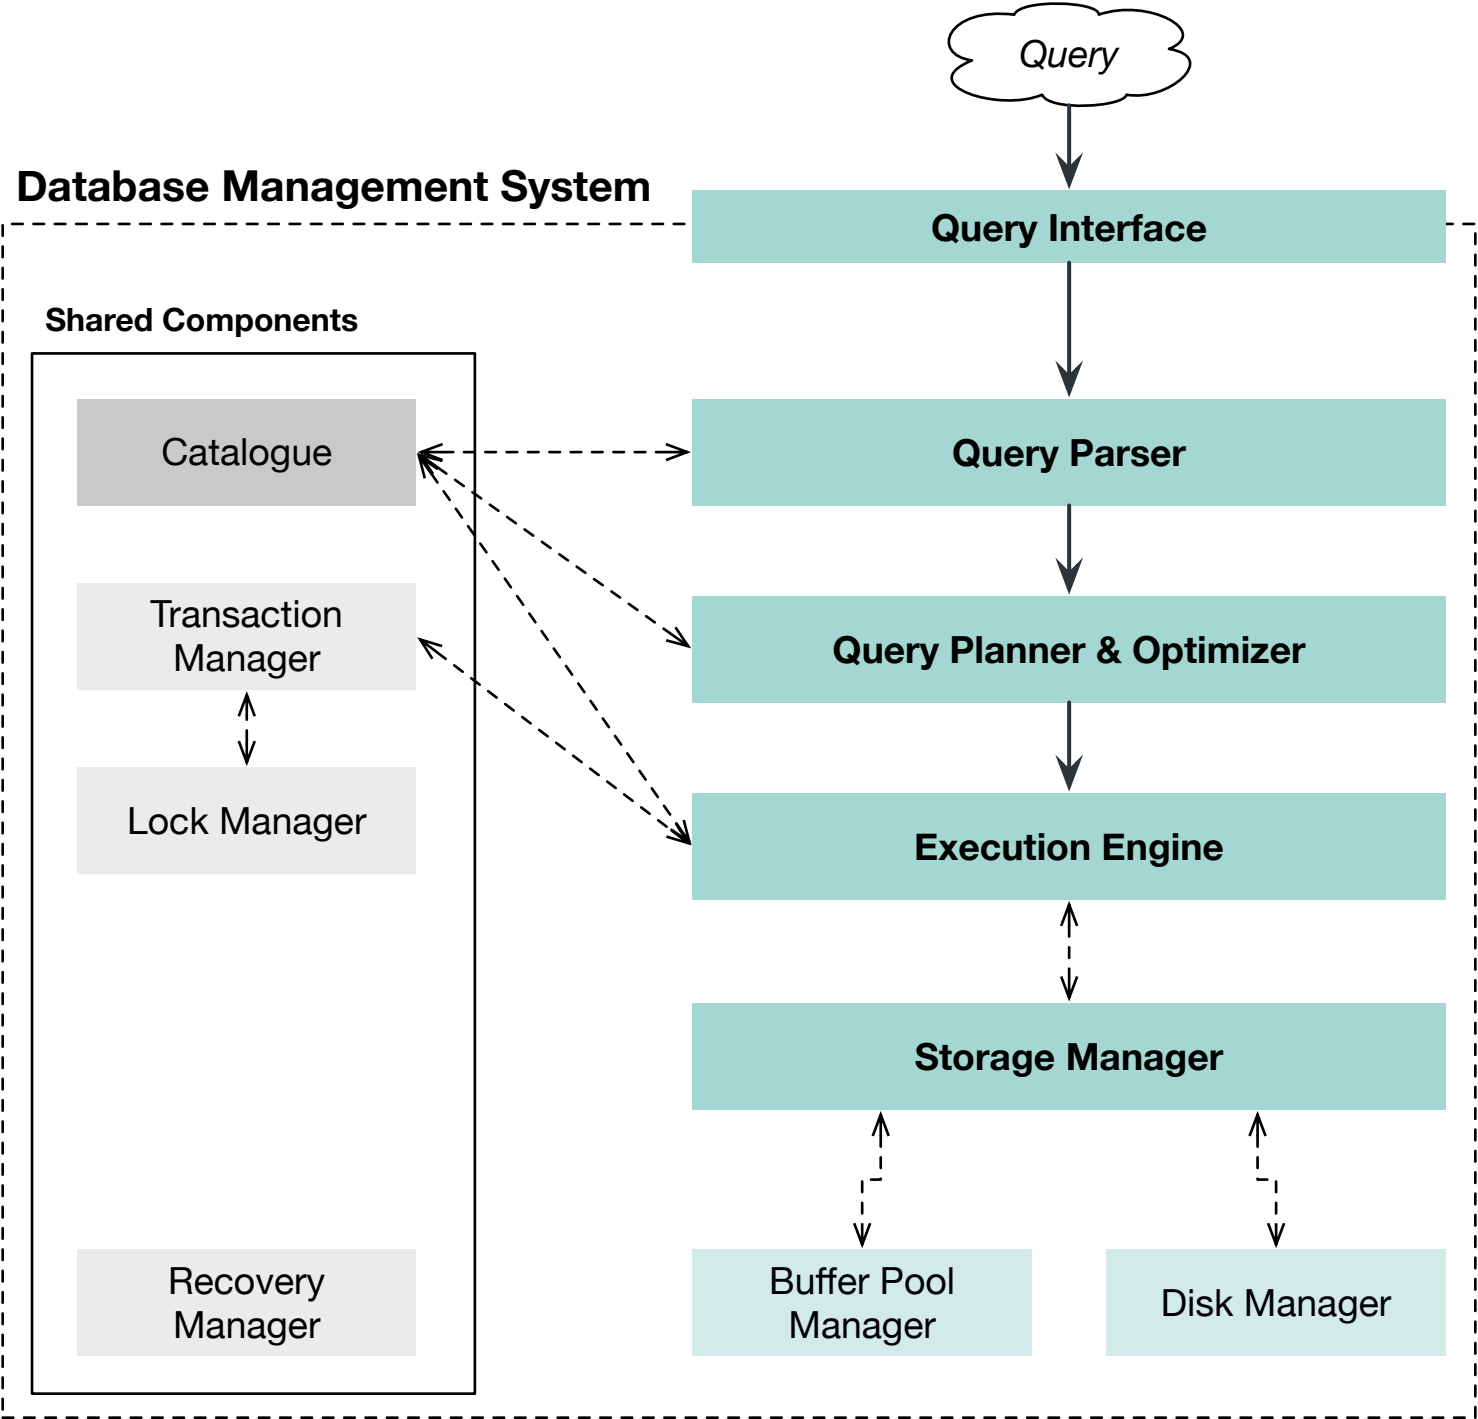 Query
Database Management System
Query Interface
Shared Components
Catalogue
Query Parser
Transaction
Manager
Query Planner & Optimizer
Lock Manager
Execution Engine
Storage Manager
Recovery
Manager
Buffer Pool
Manager
Disk Manager